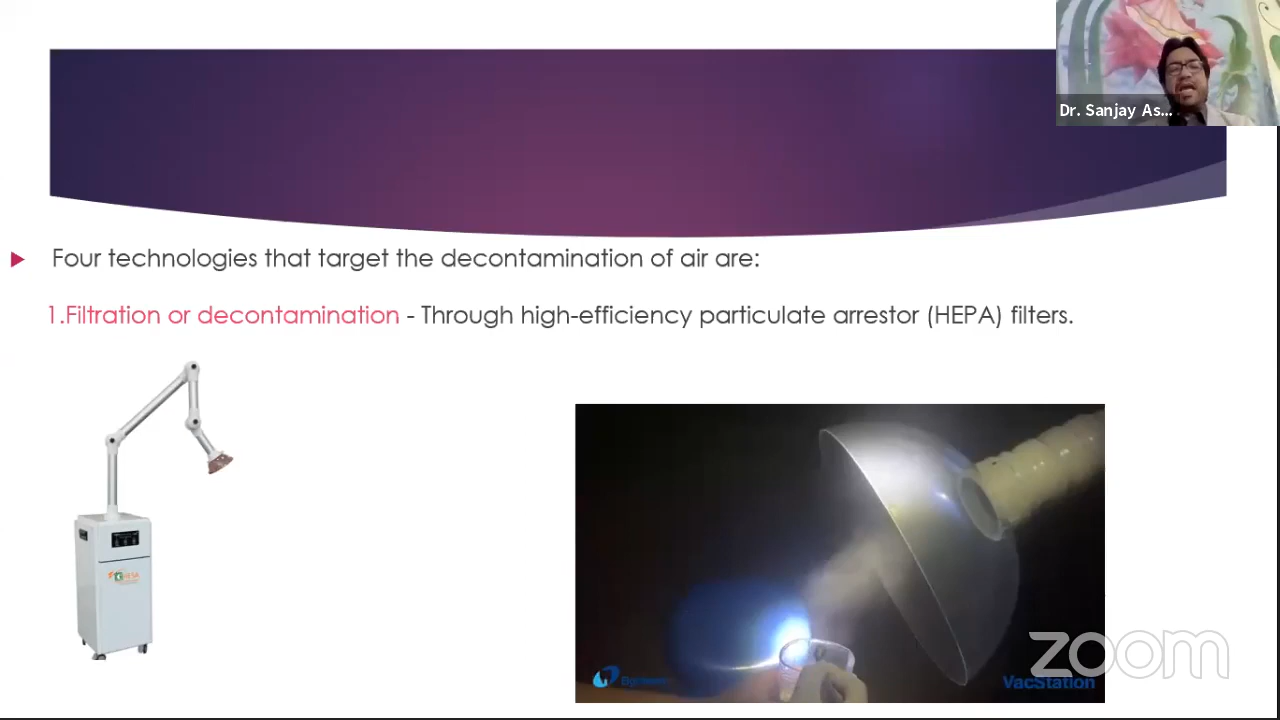 Dr. Sanjay As...
Four technologies that target the decontamination of air are:
1.Filtration or decontamination - Through high-efficiency particulate arrestor (HEPA) filters.
zoom
VacStation